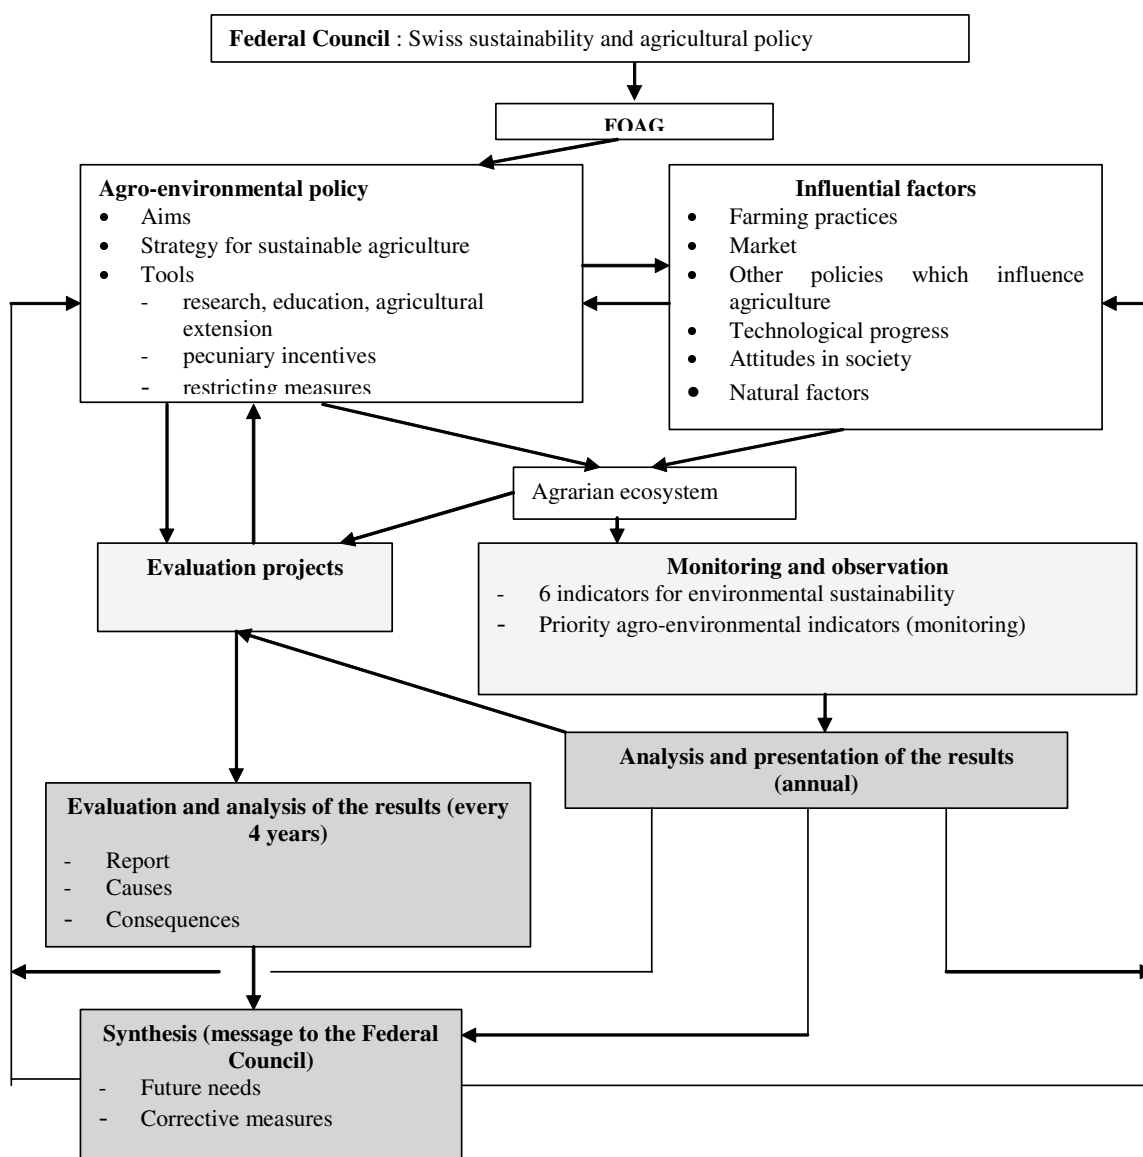 Federal Council : Swiss sustainability and agricultural policy
FOAG
Agro-environmental policy
• Aims
• Strategy for sustainable agriculture
• Tools
- research, education, agricultural
extension
- pecuniary incentives
- restricting measures
Influential factors
• Farming practices
• Market
• Other policies which influence
agriculture
• Technological progress
• Attitudes in society
• Natural factors
Agrarian ecosystem
Evaluation projects
Monitoring and observation
- 6 indicators for environmental sustainability
- Priority agro-environmental indicators (monitoring)
Analysis and presentation of the results
(annual)
Evaluation and analysis of the results (every
4 years)
- Report
- Causes
- Consequences
Synthesis (message to the Federal
Council)
- Future needs
- Corrective measures